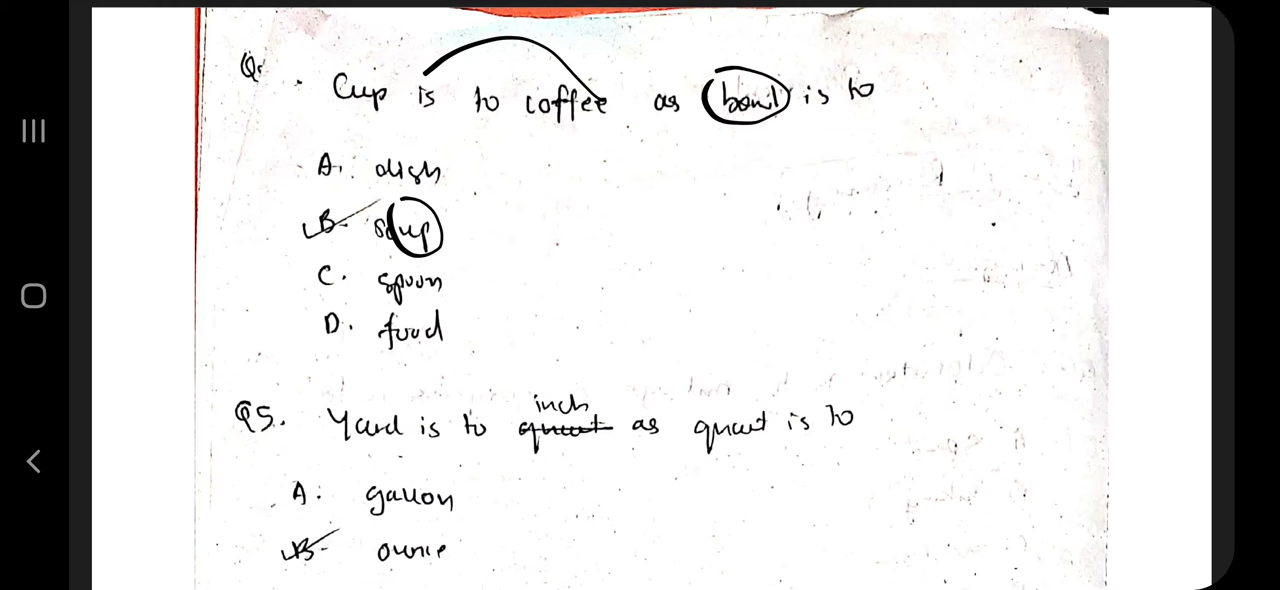 Q. Cup is to coffee as bowl is to
A. dish
B. soup
C. spoon
D. food
inch
Q5. Yard is to quart as quart is to
A. gallon
B. ounce